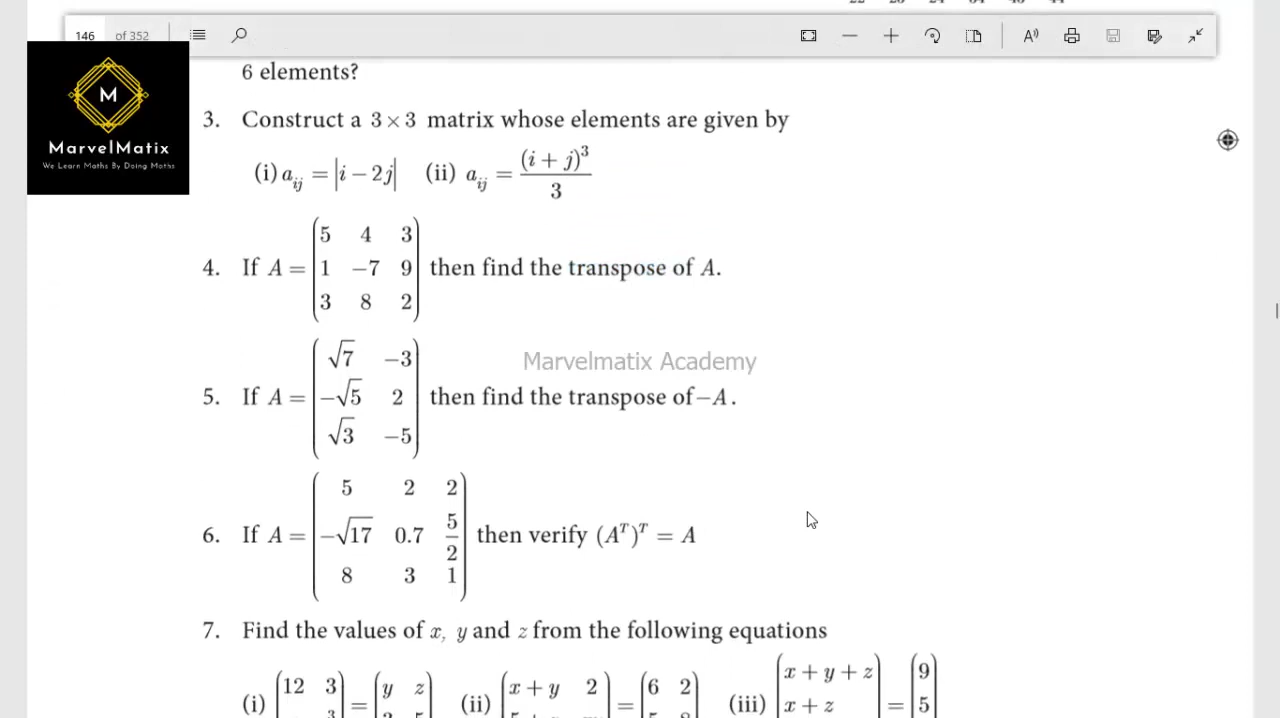 146 of 352
M
MarvelMatix
We Learn Maths By Doing Maths
6 elements?
3. Construct a 3 × 3 matrix whose elements are given by
(i) a_ij = |i − 2j| (ii) a_ij = (i + j)³ / 3
4. If A = (5 4 3
1 −7 9
3 8 2) then find the transpose of A.
Marvelmatix Academy
5. If A = (√7 −3
−√5 2
√3 −5) then find the transpose of −A.
6. If A = (5 2 2
−√17 0.7 5/2
8 3 1) then verify (Aᵀ)ᵀ = A
7. Find the values of x, y and z from the following equations
(i) (12 3) = (y z) (ii) (x + y 2) = (6 2) (iii) (x + y + z) = (9)
x + z 5